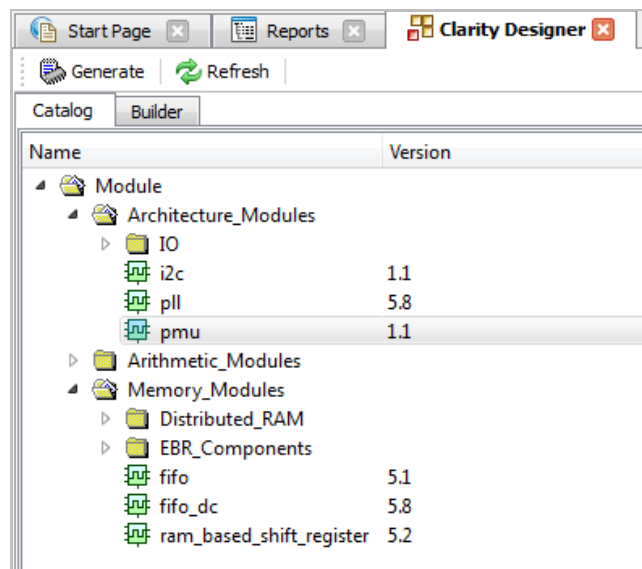 Start Page Reports Clarity Designer
Generate Refresh
Catalog Builder
Name Version
Module
Architecture_Modules
IO
i2c 1.1
pll 5.8
pmu 1.1
Arithmetic_Modules
Memory_Modules
Distributed_RAM
EBR_Components
fifo 5.1
fifo_dc 5.8
ram_based_shift_register 5.2